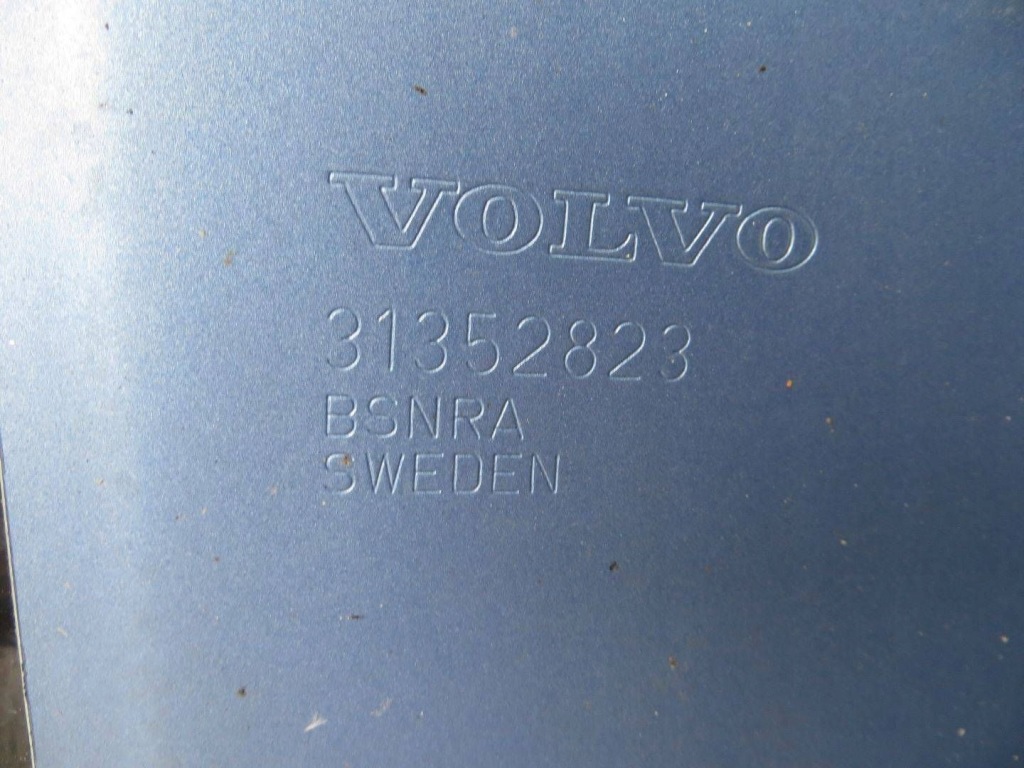 VOLVO
31352823
BSNRA
SWEDEN